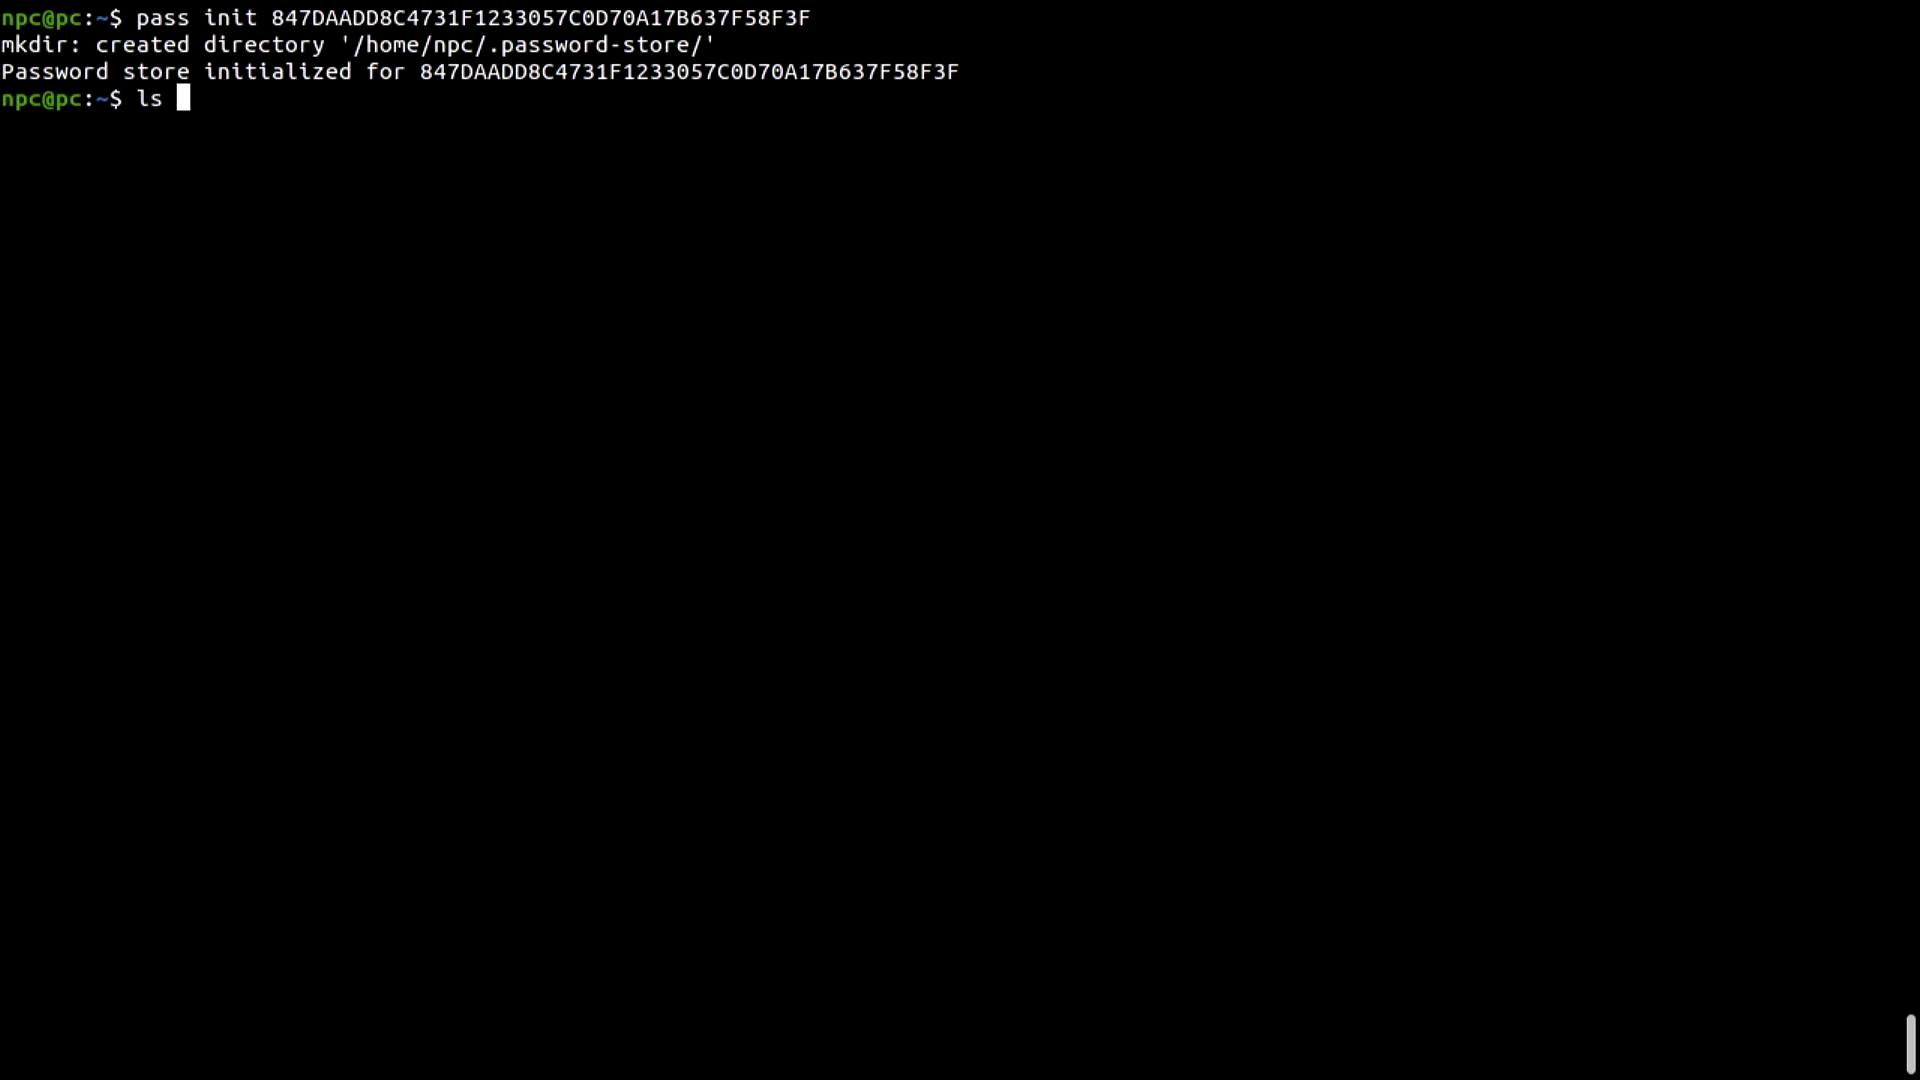 npc@pc:~$ pass init 847DAADD8C4731F1233057C0D70A17B637F58F3F
mkdir: created directory '/home/npc/.password-store/'
Password store initialized for 847DAADD8C4731F1233057C0D70A17B637F58F3F
npc@pc:~$ ls